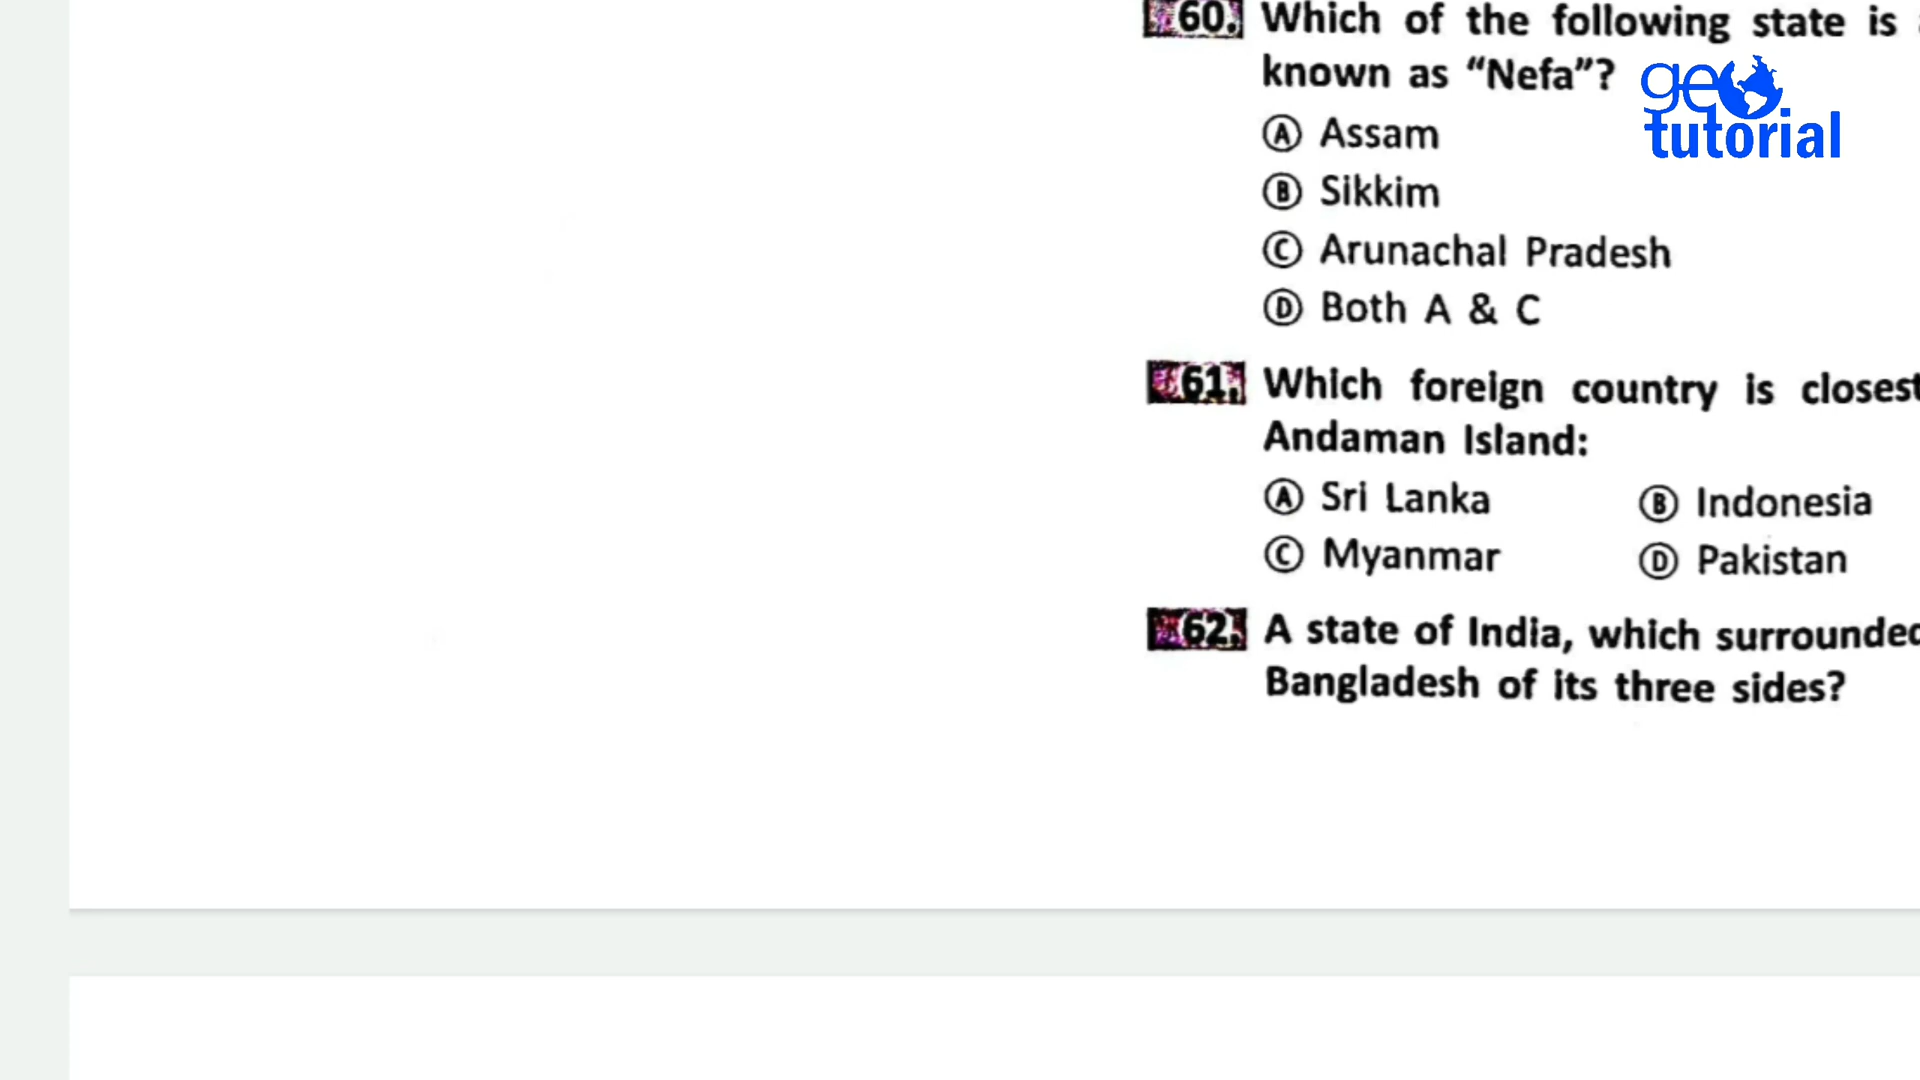 60. Which of the following state is
known as “Nefa”?
geo
tutorial
Ⓐ Assam
Ⓑ Sikkim
Ⓒ Arunachal Pradesh
Ⓓ Both A & C
61. Which foreign country is closest
Andaman Island:
Ⓐ Sri Lanka Ⓑ Indonesia
Ⓒ Myanmar Ⓓ Pakistan
62. A state of India, which surrounded
Bangladesh of its three sides?